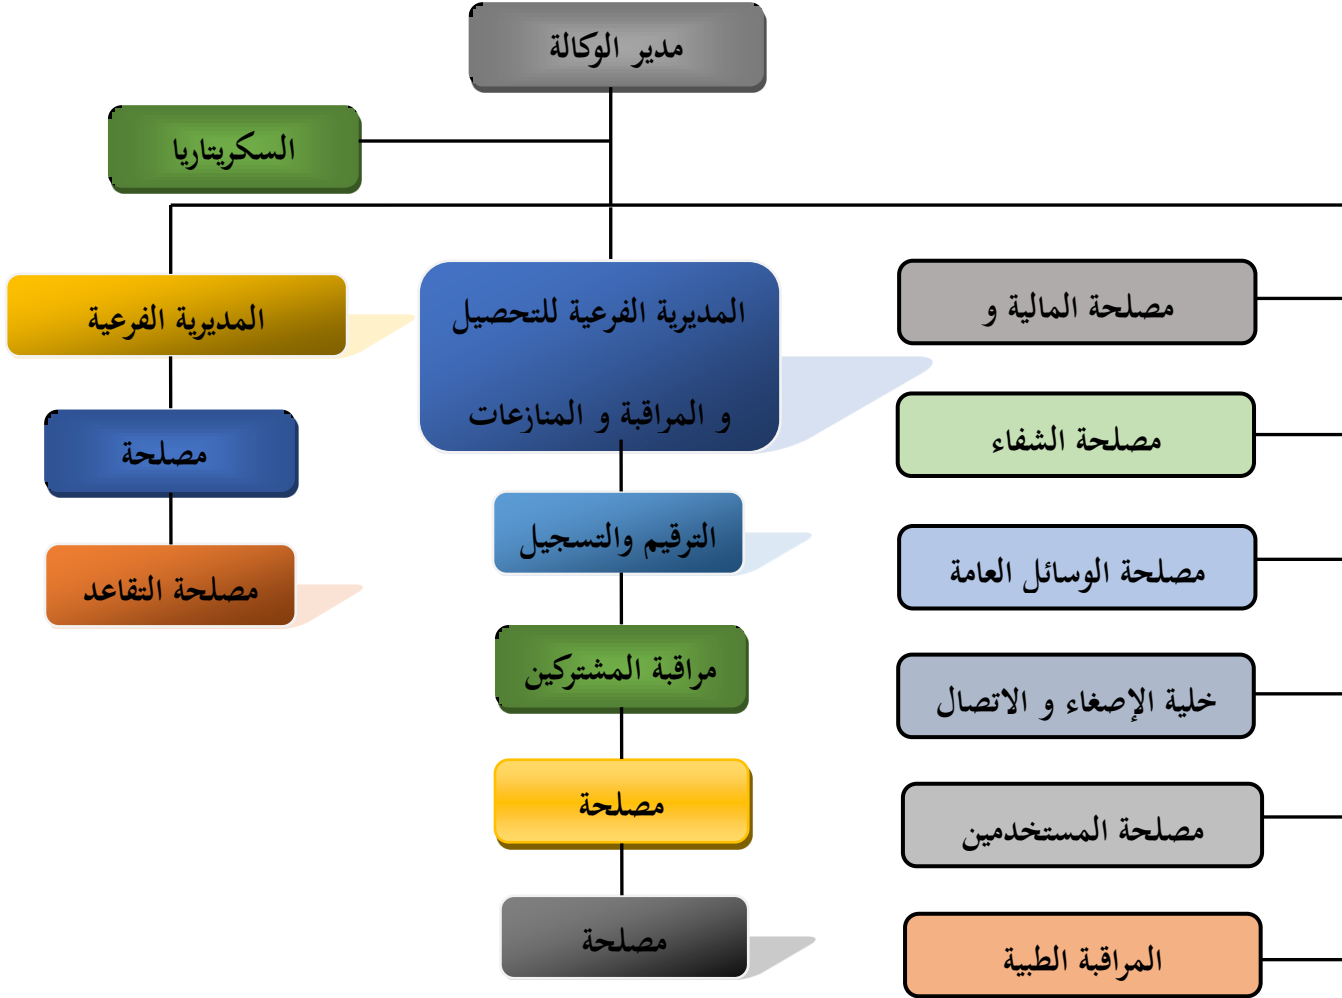 مدير الوكالة
السكريتاريا
مصلحة المالية و
المديرية الفرعية للتحصيل
و المراقبة و المنازعات
المديرية الفرعية
مصلحة الشفاء
مصلحة
مصلحة الوسائل العامة
الترقيم والتسجيل
مصلحة التقاعد
خلية الإصغاء و الاتصال
مراقبة المشتركين
مصلحة المستخدمين
مصلحة
المراقبة الطبية
مصلحة